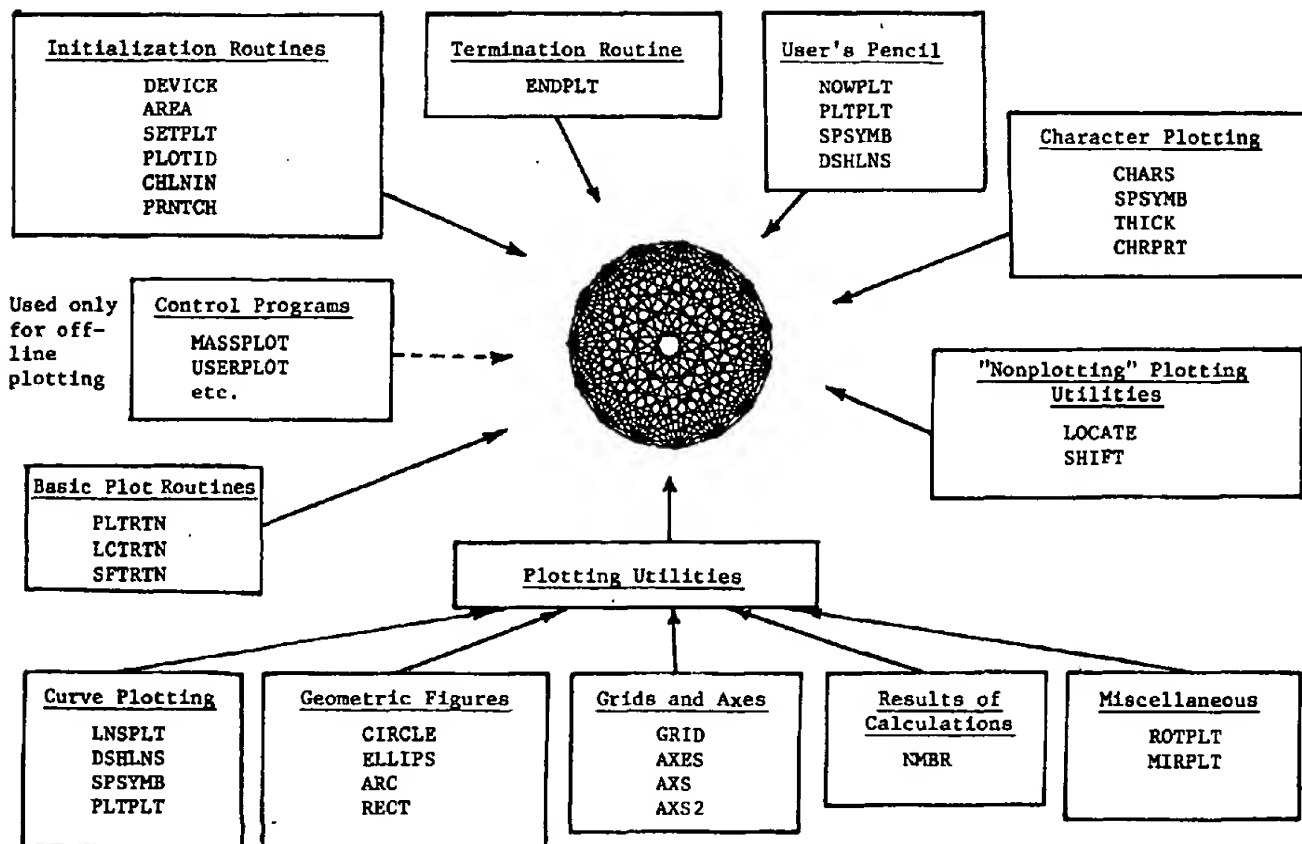 Initialization Routines
DEVICE
AREA
SETPLT
PLOTID
CHLNIN
PRNTCH
Termination Routine
ENDPLT
User's Pencil
NOWPLT
PLTPLT
SPSYMB
DSHLNS
Character Plotting
CHARS
SPSYMB
THICK
CHRPRT
Used only
for off-
line
plotting
Control Programs
MASSPLOT
USERPLOT
etc.
"Nonplotting" Plotting
Utilities
LOCATE
SHIFT
Basic Plot Routines
PLTRTN
LCTRTN
SFTRTN
Plotting Utilities
Curve Plotting
LNSPLT
DSHLNS
SPSYMB
PLTPLT
Geometric Figures
CIRCLE
ELLIPS
ARC
RECT
Grids and Axes
GRID
AXES
AXS
AXS2
Results of
Calculations
NMBR
Miscellaneous
ROTPLT
MIRPLT